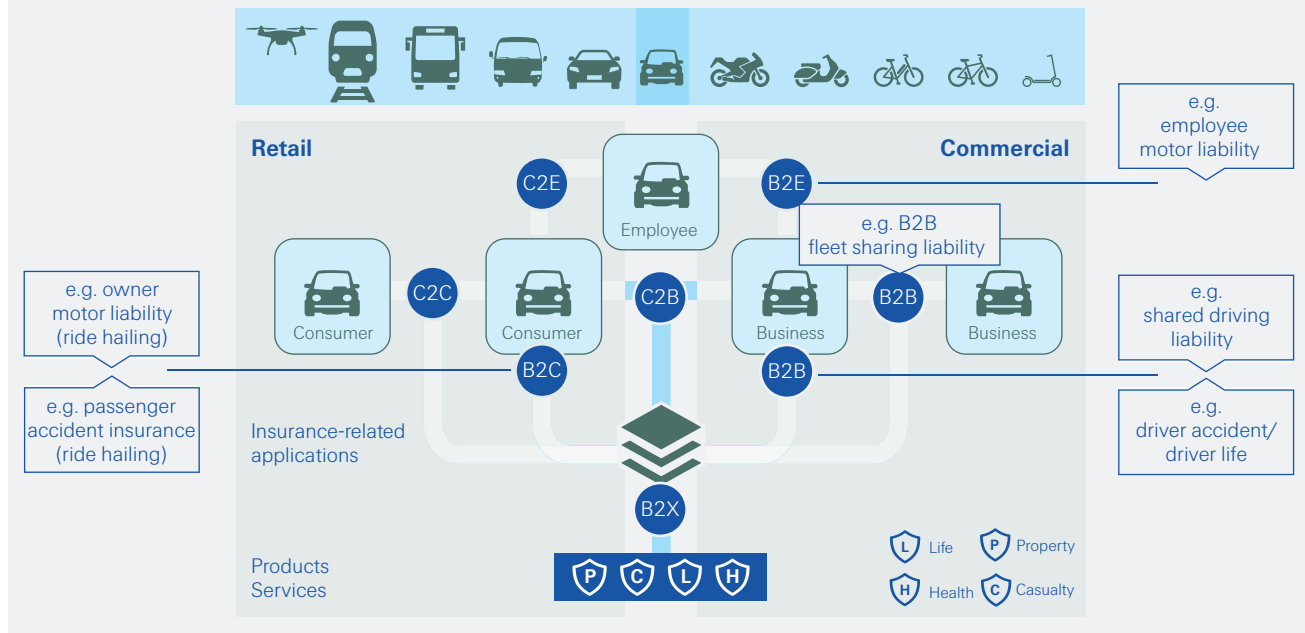 Retail
Commercial
e.g.
employee
motor liability
C2E
B2E
Employee
e.g. B2B
fleet sharing liability
e.g. owner
motor liability
(ride hailing)
Consumer
C2C
Consumer
C2B
Business
B2B
Business
e.g.
shared driving
liability
B2C
B2B
e.g. passenger
accident insurance
(ride hailing)
e.g.
driver accident/
driver life
Insurance-related
applications
B2X
Products
Services
P C L H
L Life
P Property
H Health
C Casualty